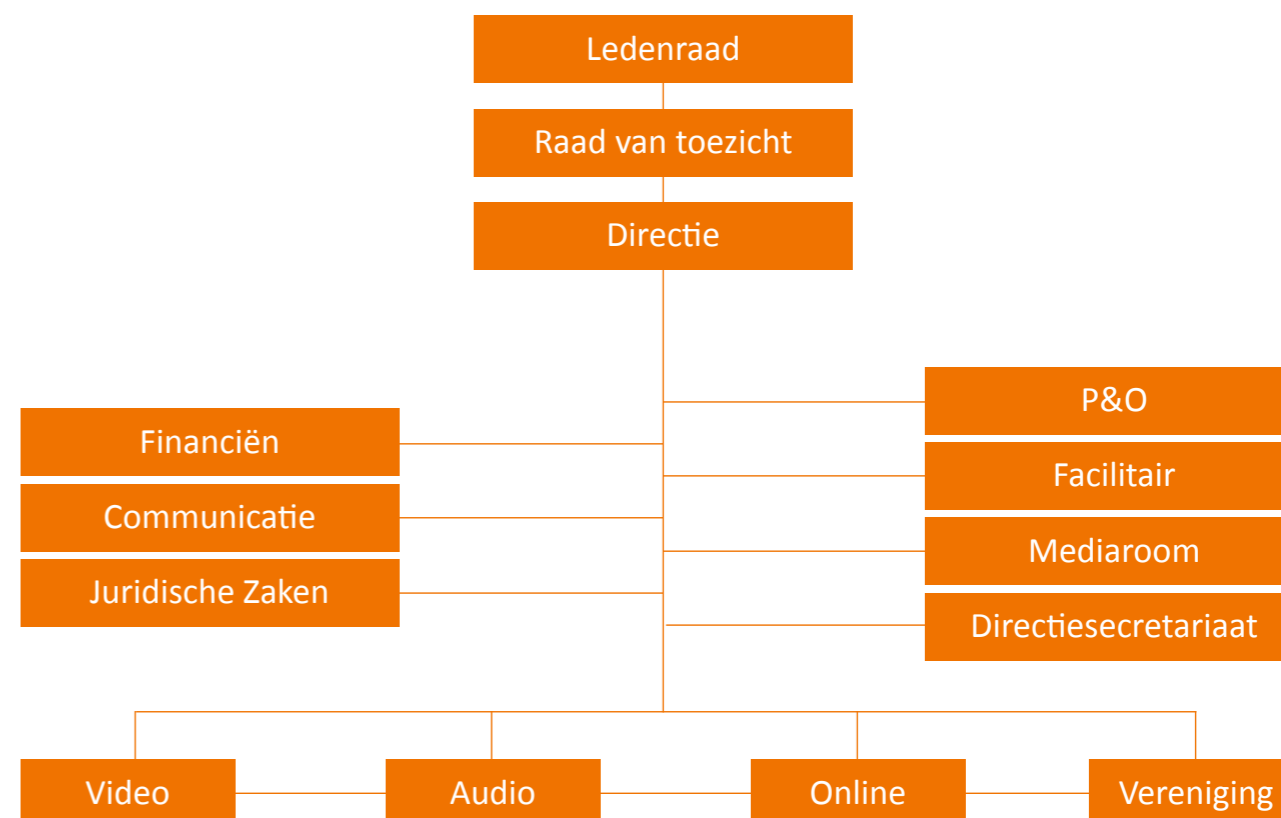 Ledenraad
Raad van toezicht
Directie
P&O
Financiën
Facilitair
Communicatie
Mediaroom
Juridische Zaken
Directiesecretariaat
Video
Audio
Online
Vereniging